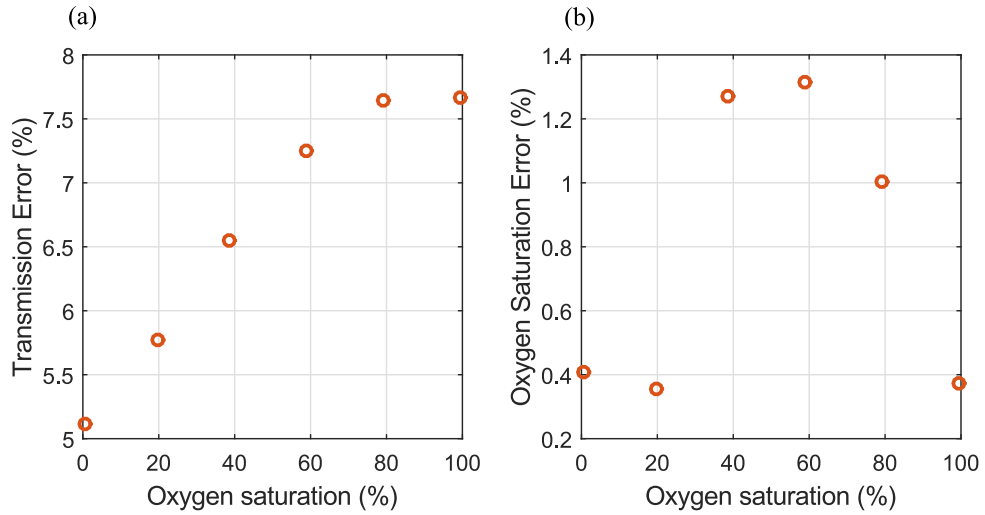 (a)
Transmission Error (%)
8
7.5
7
6.5
6
5.5
5
0 20 40 60 80 100
Oxygen saturation (%)
(b)
Oxygen Saturation Error (%)
1.4
1.2
1
0.8
0.6
0.4
0.2
0 20 40 60 80 100
Oxygen saturation (%)